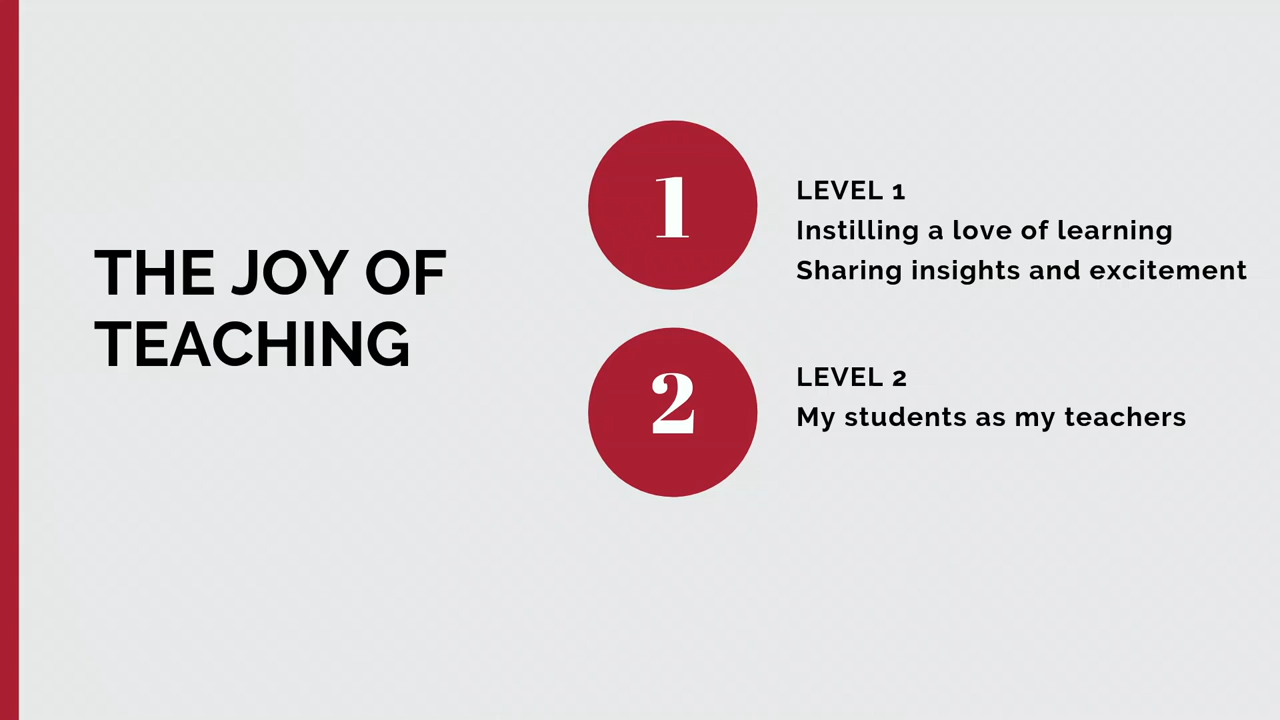 THE JOY OF
TEACHING
1
LEVEL 1
Instilling a love of learning
Sharing insights and excitement
2
LEVEL 2
My students as my teachers